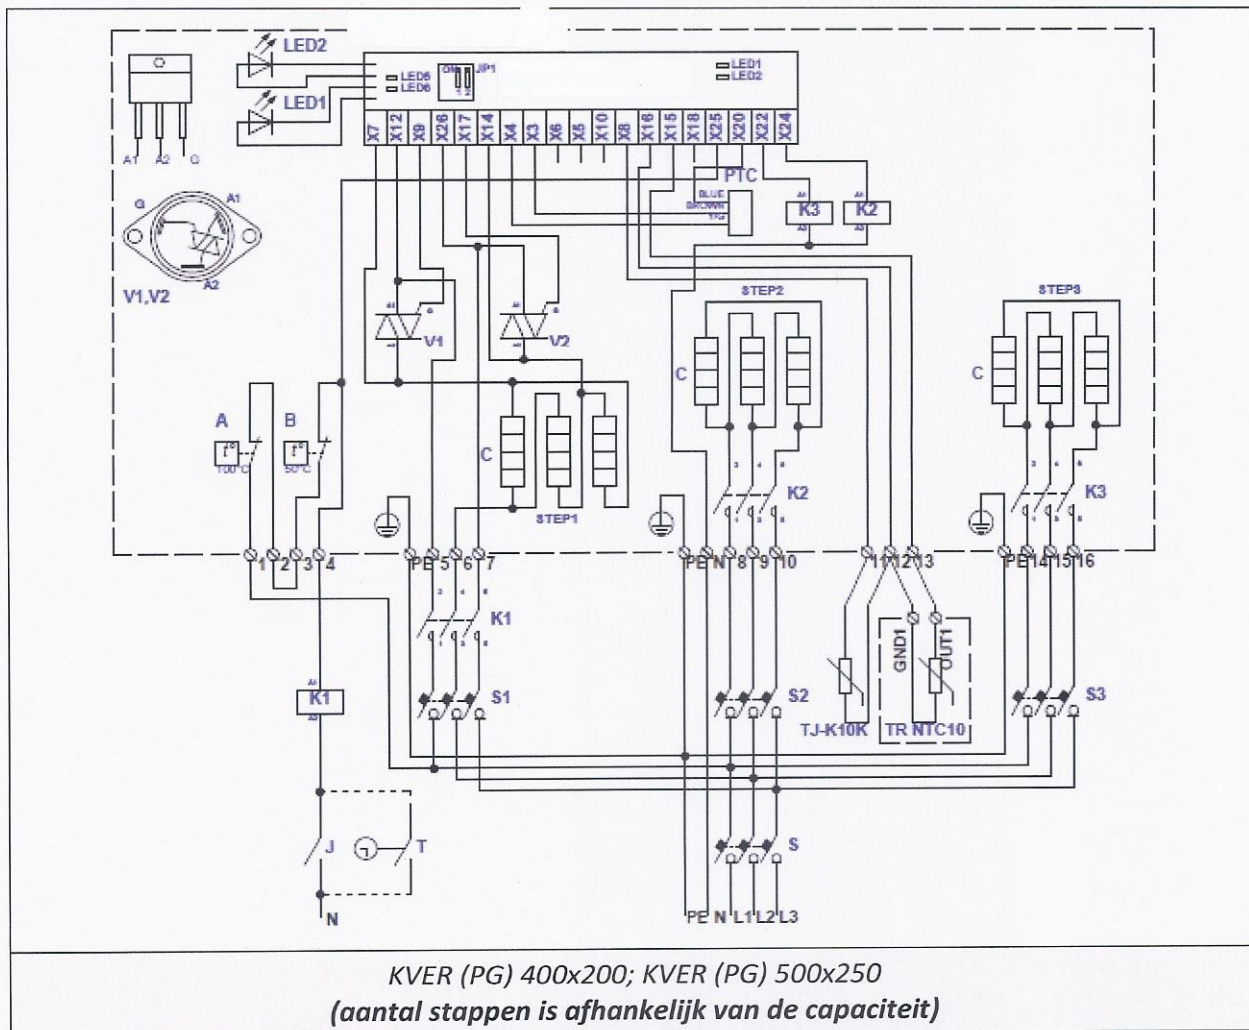 LED2
LED1
LED5
LED6
ON
JP1
1 2
LED1
LED2
X7 X12 X9 X26 X17 X14 X4 X3 X6 X5 X10 X8 X16 X15 X18 X25 X20 X22 X24
A1 A2 G
G A1
A2
V1,V2
PTC
BLUE
BROWN
K3 K2
STEP2
STEP3
V1
V2
C
C
A
t°
100°C
B
t°
50°C
C
STEP1
K2
K3
1 2 3 4 PE 5 6 7 PE N 8 9 10 11 12 13 PE 14 15 16
K1
GND1
OUT1
K1
S1
S2
S3
TJ-K10K
TR NTC10
J
T
S
N
PE N L1 L2 L3
KVER (PG) 400x200; KVER (PG) 500x250
(aantal stappen is afhankelijk van de capaciteit)